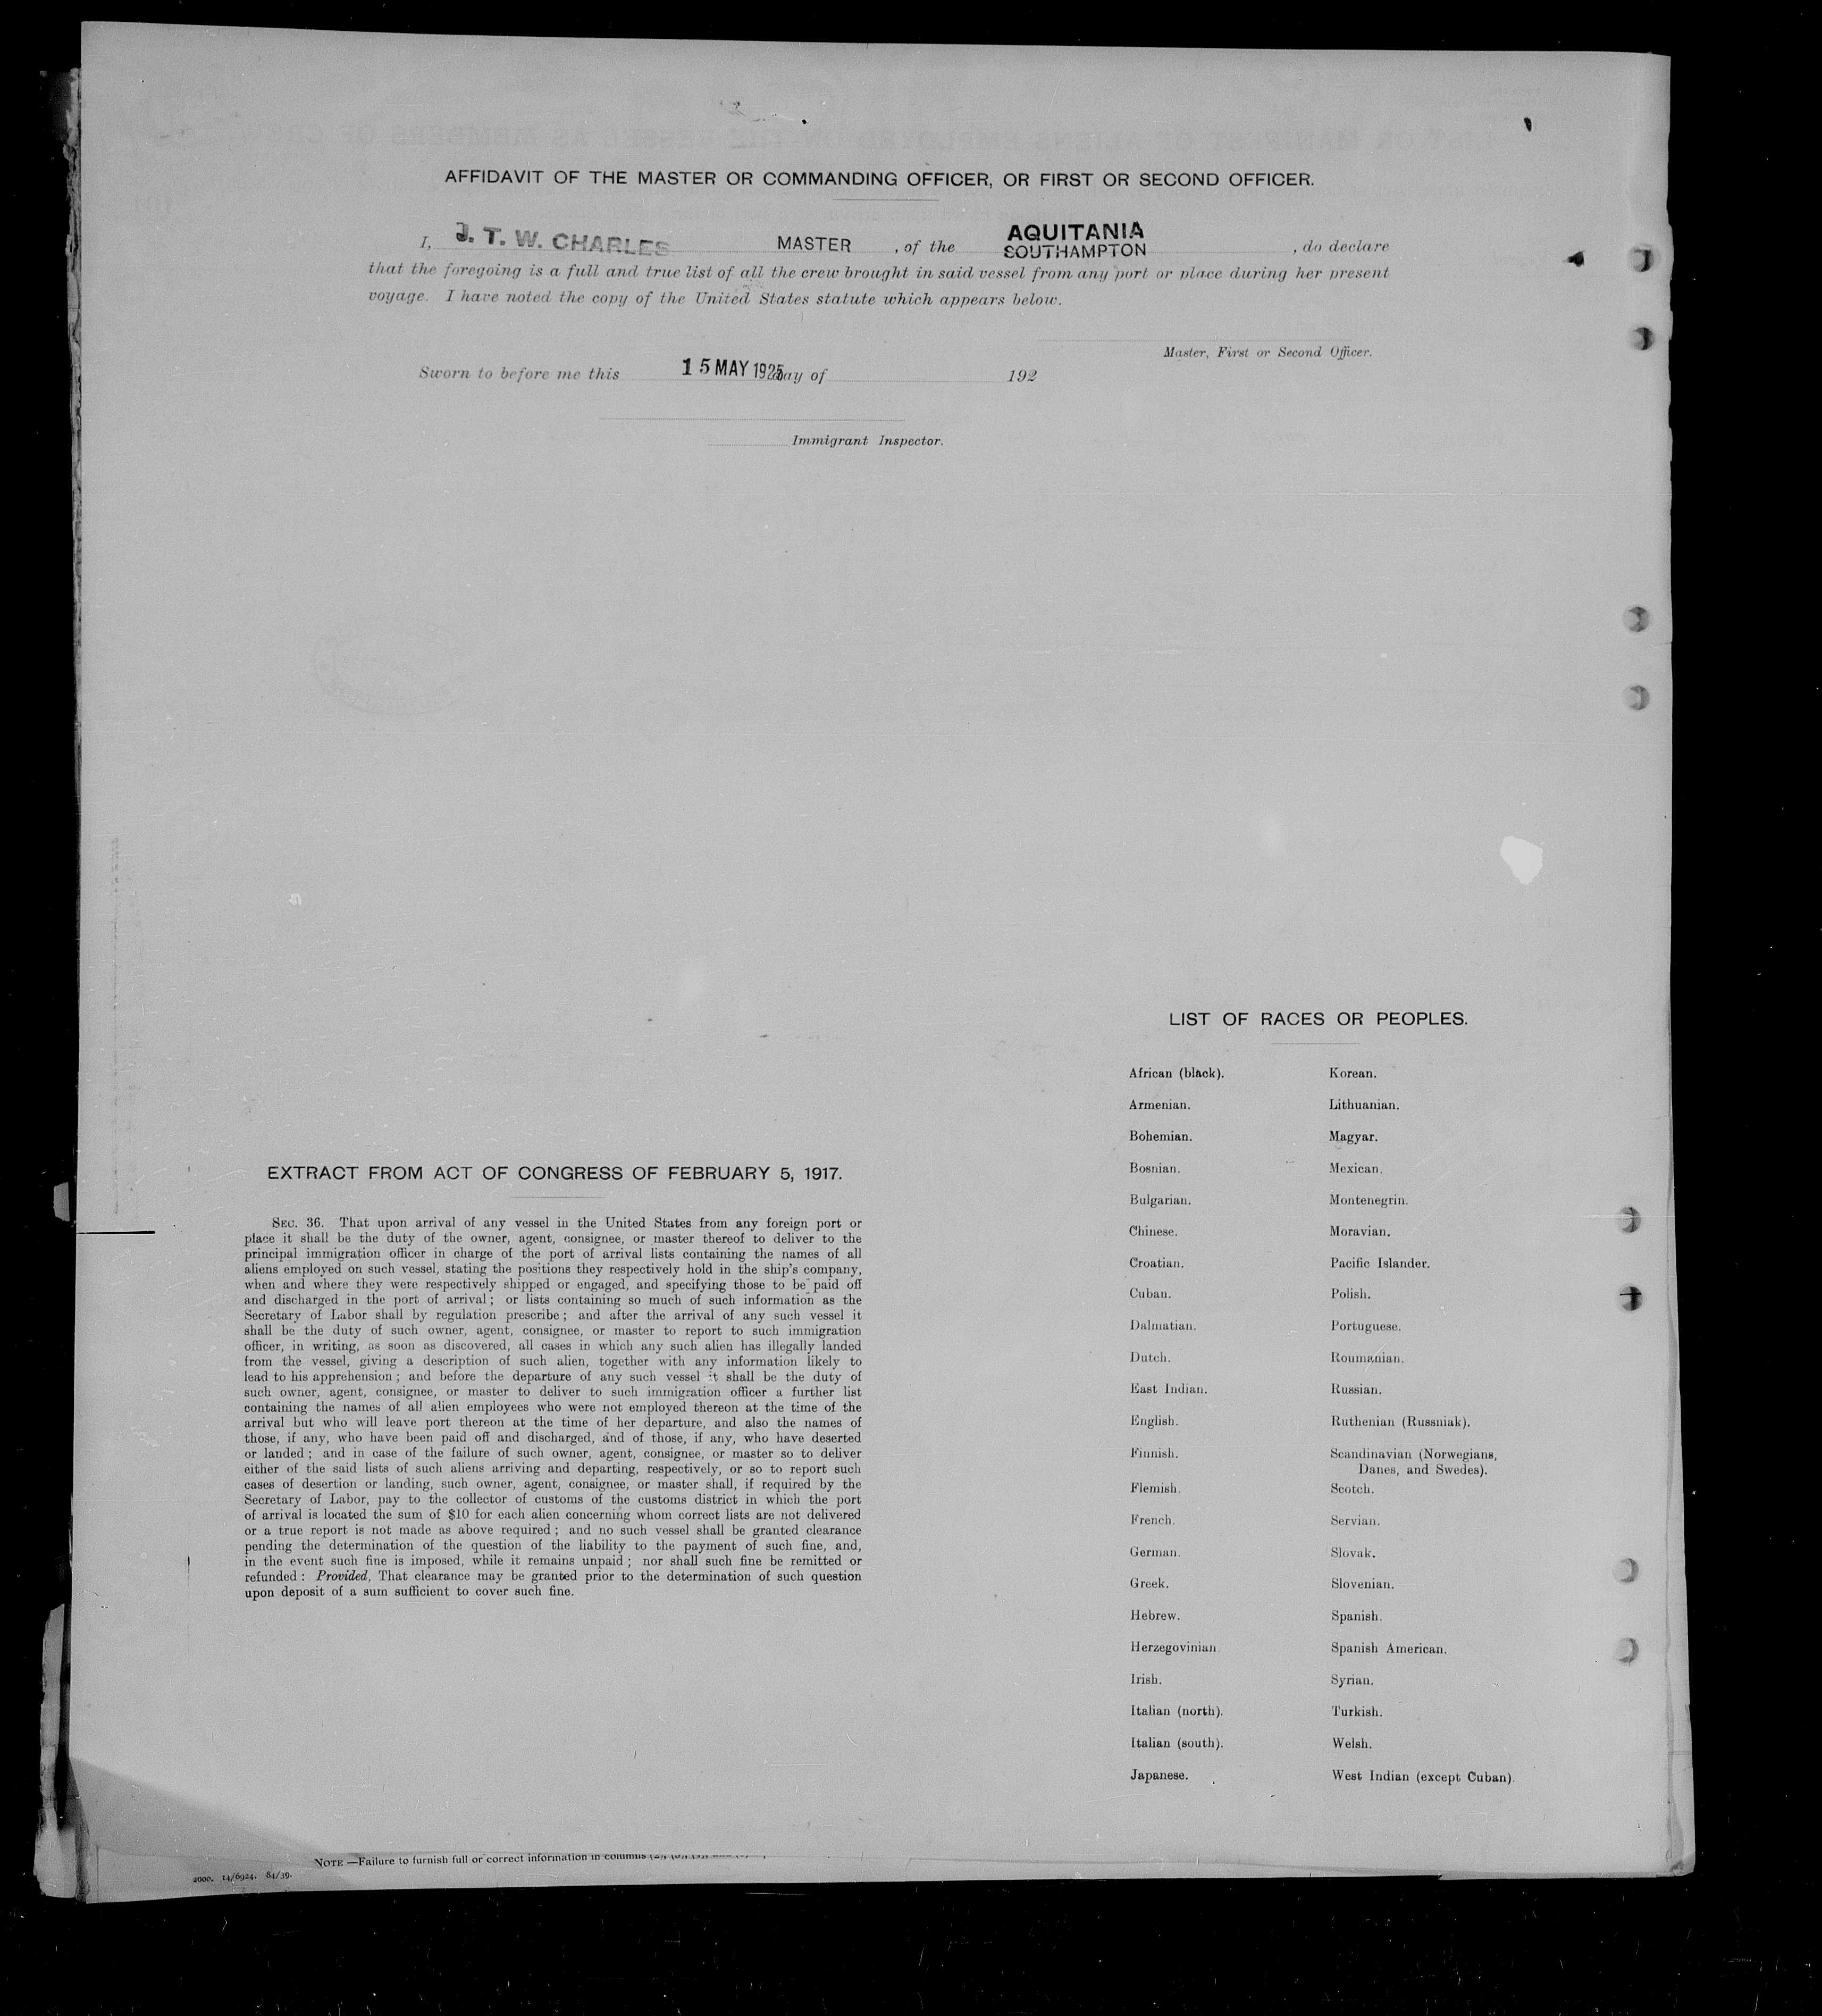 AFFIDAVIT OF THE MASTER OR COMMANDING OFFICER, OR FIRST OR SECOND OFFICER.
I, J. T. W. CHARLES MASTER , of the AQUITANIA SOUTHAMPTON , do declare
that the foregoing is a full and true list of all the crew brought in said vessel from any port or place during her present
voyage. I have noted the copy of the United States statute which appears below.
Master, First or Second Officer.
Sworn to before me this 15 MAY 1925 day of 192
Immigrant Inspector.
EXTRACT FROM ACT OF CONGRESS OF FEBRUARY 5, 1917.
SEC. 36. That upon arrival of any vessel in the United States from any foreign port or
place it shall be the duty of the owner, agent, consignee, or master thereof to deliver to the
principal immigration officer in charge of the port of arrival lists containing the names of all
aliens employed on such vessel, stating the positions they respectively hold in the ship's company,
when and where they were respectively shipped or engaged, and specifying those to be paid off
and discharged in the port of arrival; or lists containing so much of such information as the
Secretary of Labor shall by regulation prescribe; and after the arrival of any such vessel it
shall be the duty of such owner, agent, consignee, or master to report to such immigration
officer, in writing, as soon as discovered, all cases in which any such alien has illegally landed
from the vessel, giving a description of such alien, together with any information likely to
lead to his apprehension; and before the departure of any such vessel it shall be the duty of
such owner, agent, consignee, or master to deliver to such immigration officer a further list
containing the names of all alien employees who were not employed thereon at the time of the
arrival but who will leave port thereon at the time of her departure, and also the names of
those, if any, who have been paid off and discharged, and of those, if any, who have deserted
or landed; and in case of the failure of such owner, agent, consignee, or master so to deliver
either of the said lists of such aliens arriving and departing, respectively, or so to report such
cases of desertion or landing, such owner, agent, consignee, or master shall, if required by the
Secretary of Labor, pay to the collector of customs of the customs district in which the port
of arrival is located the sum of $10 for each alien concerning whom correct lists are not delivered
or a true report is not made as above required; and no such vessel shall be granted clearance
pending the determination of the question of the liability to the payment of such fine, and,
in the event such fine is imposed, while it remains unpaid; nor shall such fine be remitted or
refunded: Provided, That clearance may be granted prior to the determination of such question
upon deposit of a sum sufficient to cover such fine.
LIST OF RACES OR PEOPLES.
African (black).
Armenian.
Bohemian.
Bosnian.
Bulgarian.
Chinese.
Croatian.
Cuban.
Dalmatian.
Dutch.
East Indian.
English.
Finnish.
Flemish.
French.
German.
Greek.
Hebrew.
Herzegovinian.
Irish.
Italian (north).
Italian (south).
Japanese.
Korean.
Lithuanian.
Magyar.
Mexican.
Montenegrin.
Moravian.
Pacific Islander.
Polish.
Portuguese.
Roumanian.
Russian.
Ruthenian (Russniak).
Scandinavian (Norwegians,
Danes, and Swedes).
Scotch.
Servian.
Slovak.
Slovenian.
Spanish.
Spanish American.
Syrian.
Turkish.
Welsh.
West Indian (except Cuban).
NOTE —Failure to furnish full or correct information in columns
2000. 14/6924. 84/39.